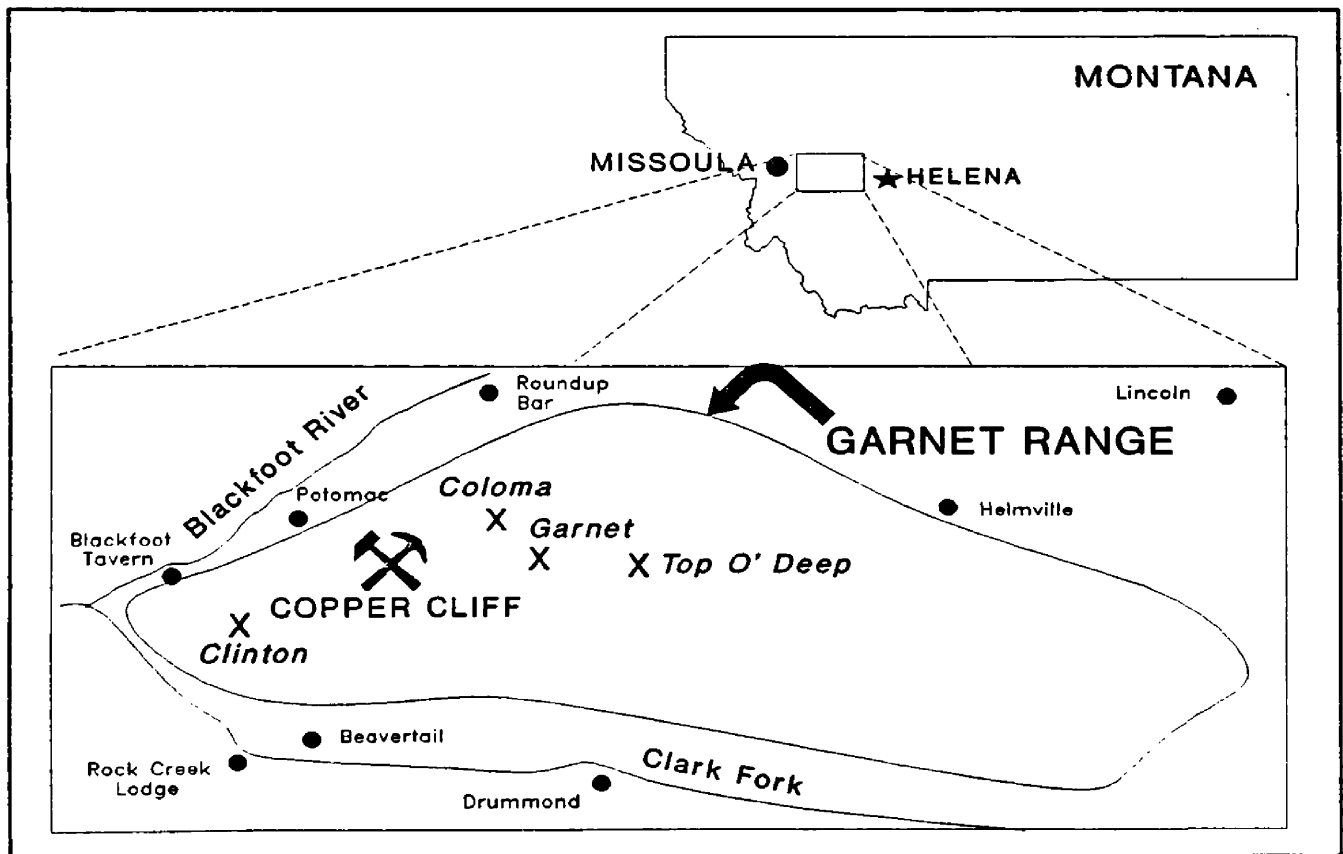 MONTANA
MISSOULA
HELENA
Roundup
Bar
Lincoln
Blackfoot River
GARNET RANGE
Coloma
Potomac
Garnet
Helmville
Blackfoot
Tavern
Top O' Deep
COPPER CLIFF
Clinton
Beavertail
Rock Creek
Lodge
Clark Fork
Drummond